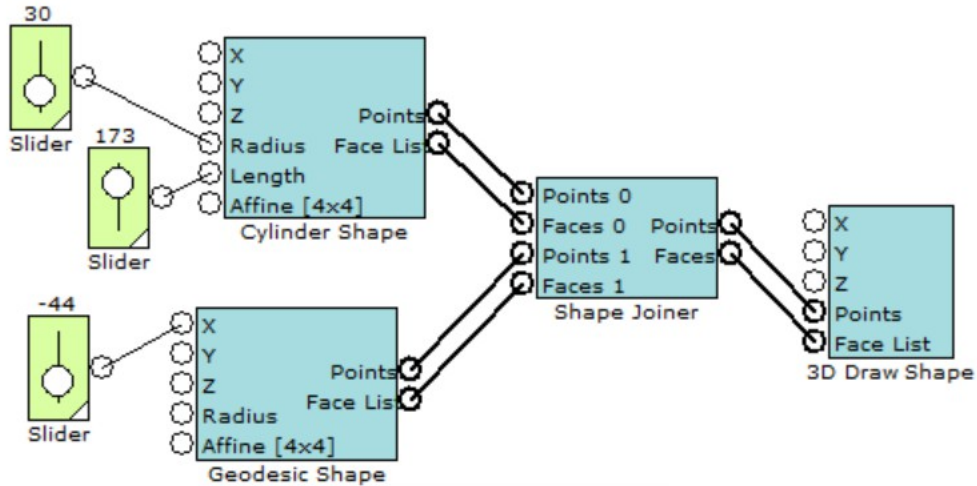 30
Slider
173
Slider
X
Y
Z
Radius
Length
Affine [4x4]
Points
Face List
Cylinder Shape
-44
Slider
X
Y
Z
Radius
Affine [4x4]
Points
Face List
Geodesic Shape
Points 0
Faces 0
Points 1
Faces 1
Points
Faces
Shape Joiner
X
Y
Z
Points
Face List
3D Draw Shape